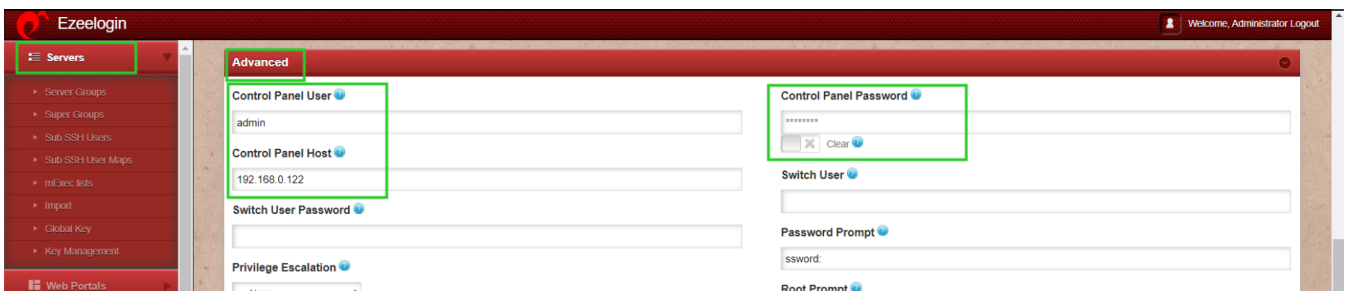 Ezeelogin
Welcome, Administrator Logout
Servers
Server Groups
Super Groups
Sub SSH Users
Sub SSH User Maps
mExec lists
Import
Global Key
Key Management
Web Portals
Advanced
Control Panel User
admin
Control Panel Host
192.168.0.122
Switch User Password
Privilege Escalation
Control Panel Password
********
Clear
Switch User
Password Prompt
ssword:
Root Prompt